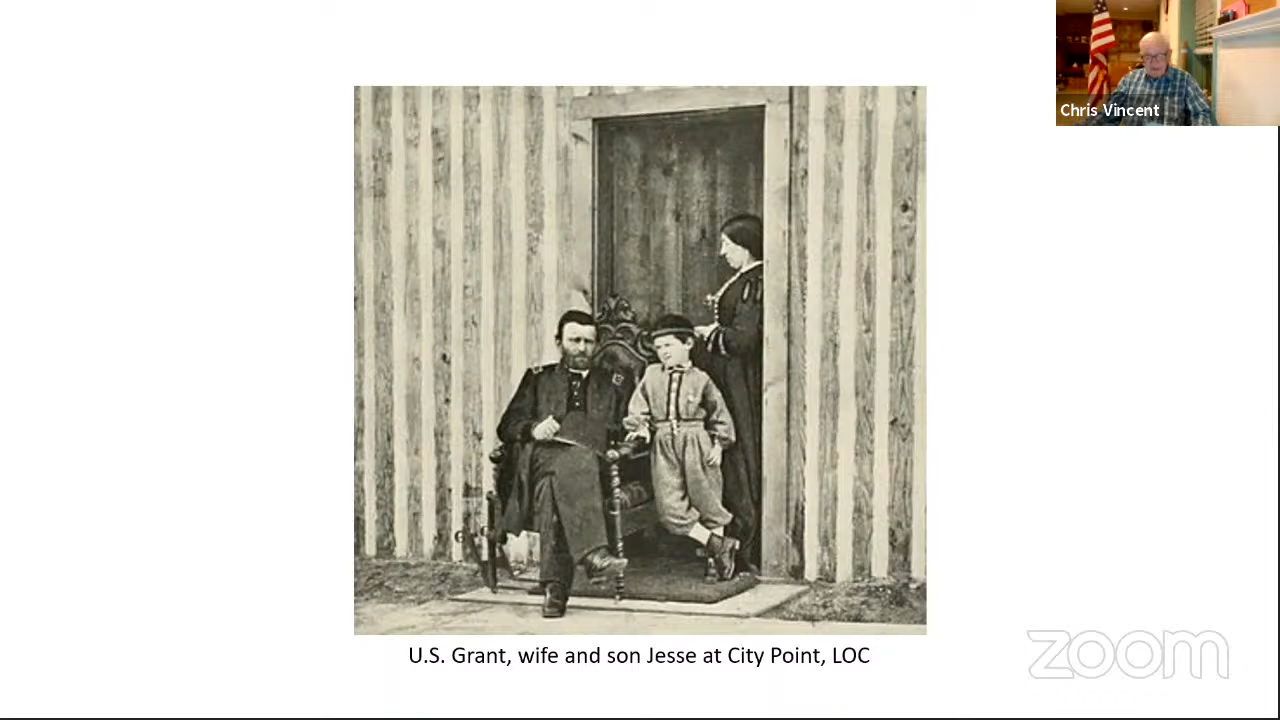 Chris Vincent
U.S. Grant, wife and son Jesse at City Point, LOC
zoom